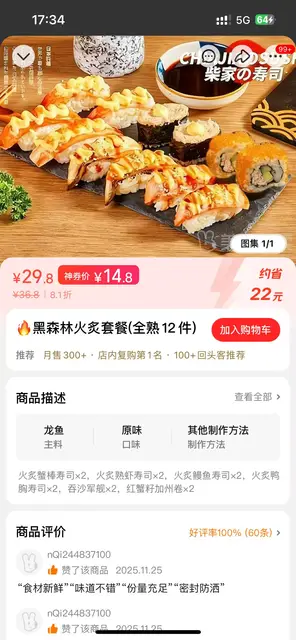 17:34
5G 64
CHAIJIADESUSHI
柴家の寿司
日本料理
99+
图集 1/1
¥29.8 神券价 ¥14.8
¥36.8 8.1折
约省
22元
🔥黑森林火炙套餐(全熟 12 件)
加入购物车
推荐 月售 300+ · 店内复购第 1 名 · 100+ 回头客推荐
商品描述
查看全部 >
龙鱼 原味 其他制作方法
主料 口味 制作方法
火炙蟹棒寿司×2，火炙熟虾寿司×2，火炙鳗鱼寿司×2，火炙鸭
胸寿司×2，吞沙军舰×2，红蟹籽加州卷×2
商品评价
好评率100% (60条) >
nQi244837100
赞了该商品 2025.11.25
“食材新鲜”“味道不错”“份量充足”“密封防洒”
nQi244837100
赞了该商品 2025.11.25